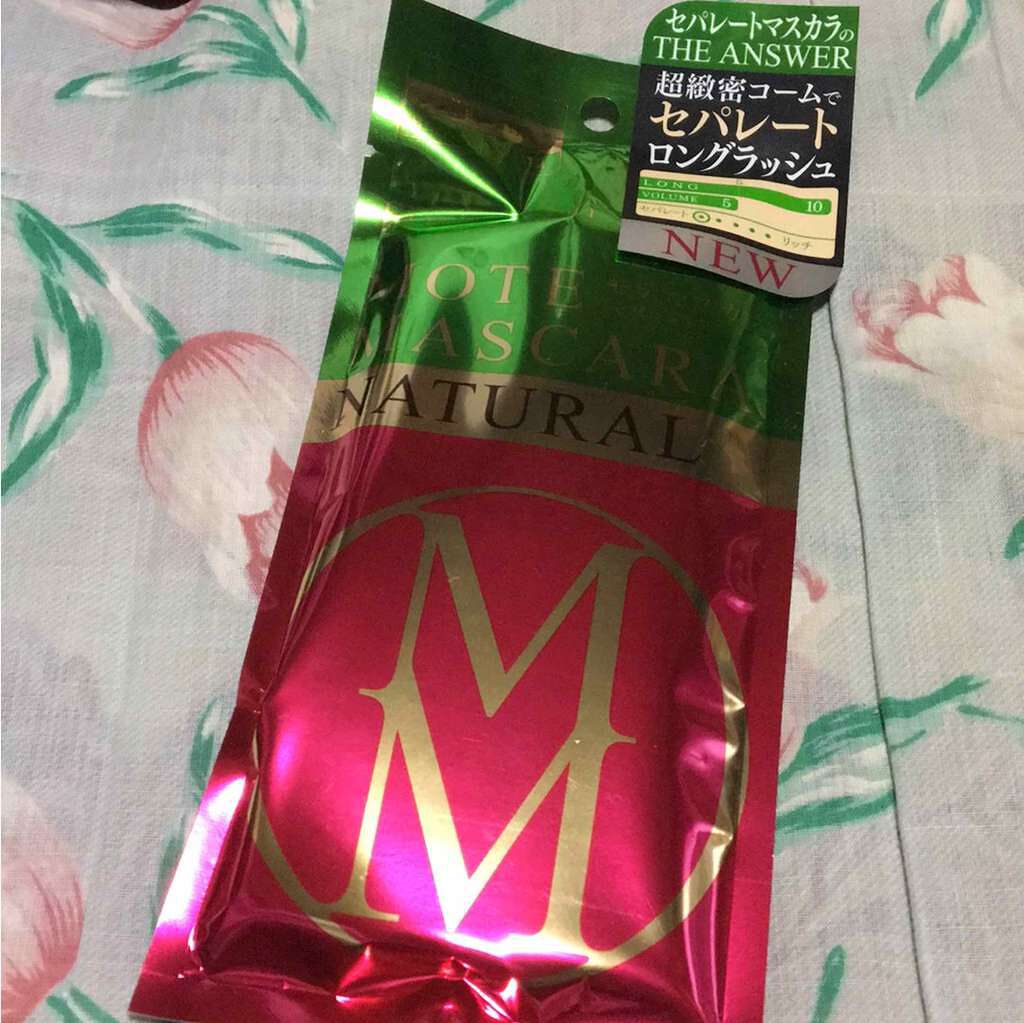 セパレートマスカラの
THE ANSWER
超緻密コームで
セパレート
ロングラッシュ
LONG
VOLUME 5 10
セパレート リッチ
NEW
MOTE
MASCARA
NATURAL
M
M